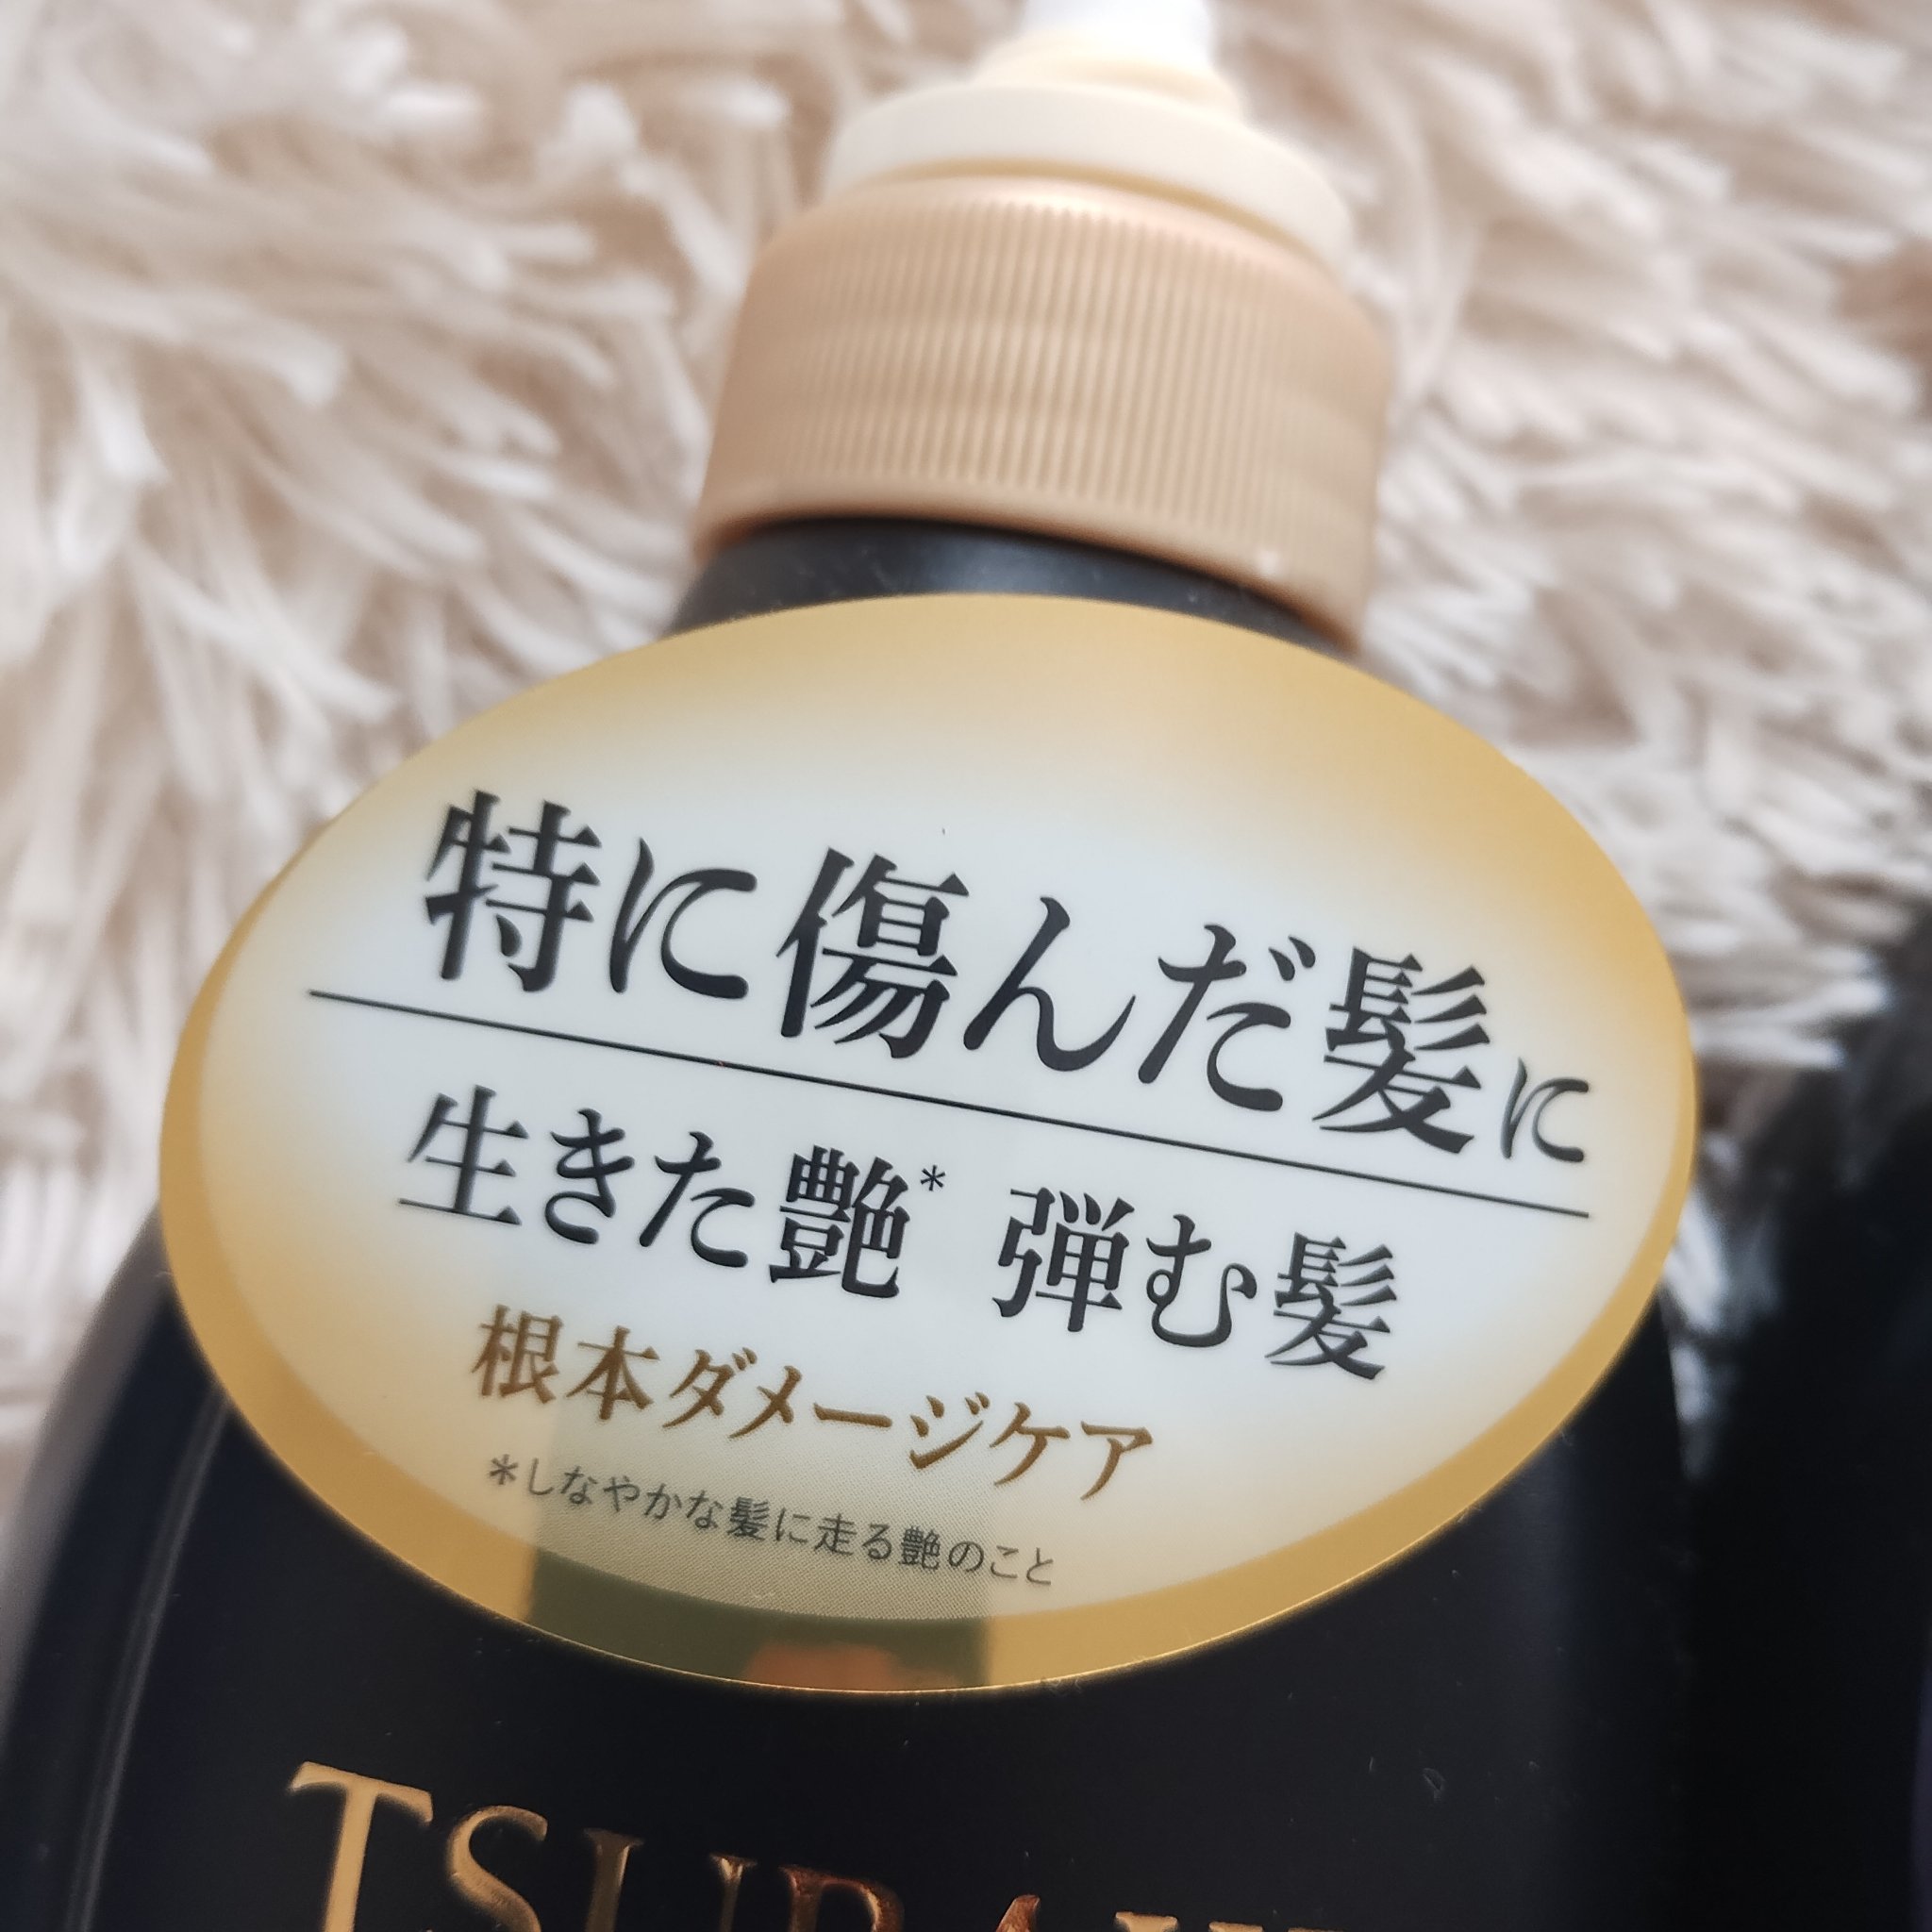 特に傷んだ髪に
生きた艶* 弾む髪
根本ダメージケア
*しなやかな髪に走る艶のこと